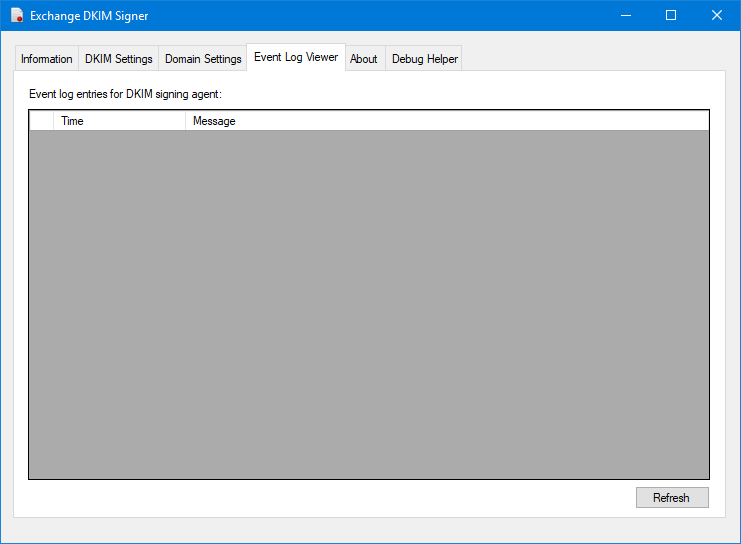 Exchange DKIM Signer
Information DKIM Settings Domain Settings Event Log Viewer About Debug Helper
Event log entries for DKIM signing agent:
Time Message
Refresh